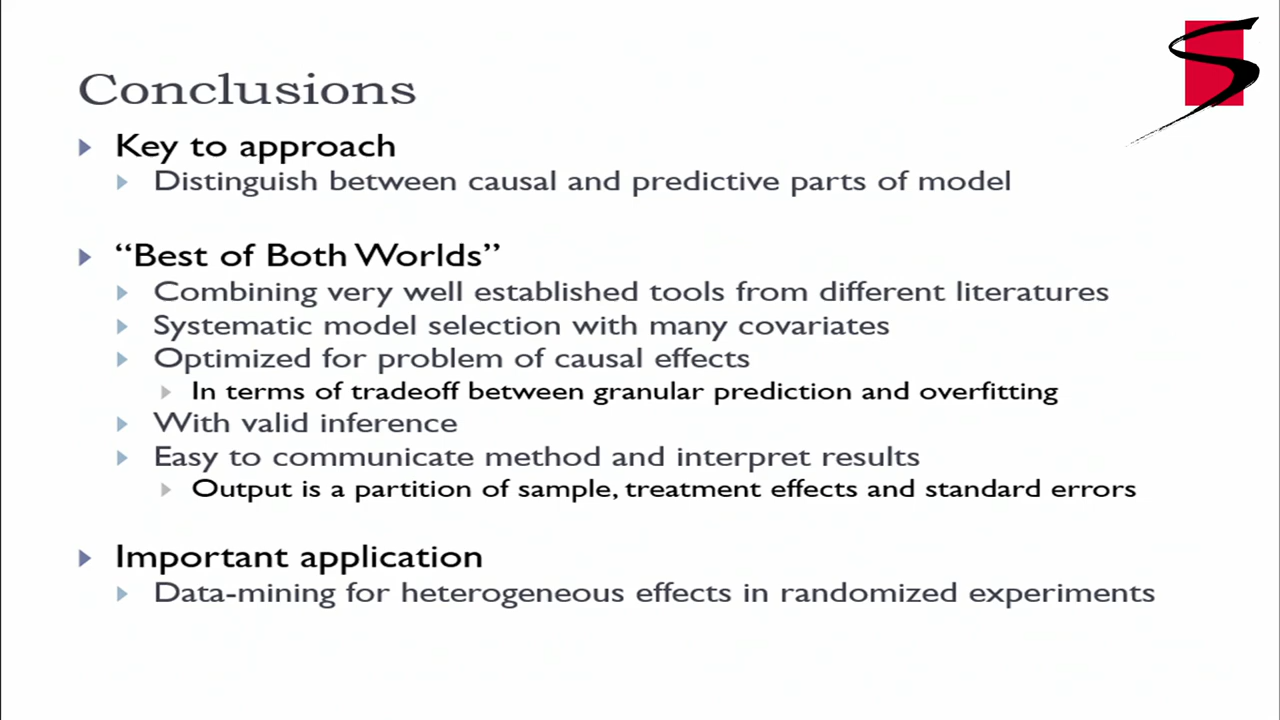 Conclusions
Key to approach
Distinguish between causal and predictive parts of model
“Best of Both Worlds”
Combining very well established tools from different literatures
Systematic model selection with many covariates
Optimized for problem of causal effects
In terms of tradeoff between granular prediction and overfitting
With valid inference
Easy to communicate method and interpret results
Output is a partition of sample, treatment effects and standard errors
Important application
Data-mining for heterogeneous effects in randomized experiments